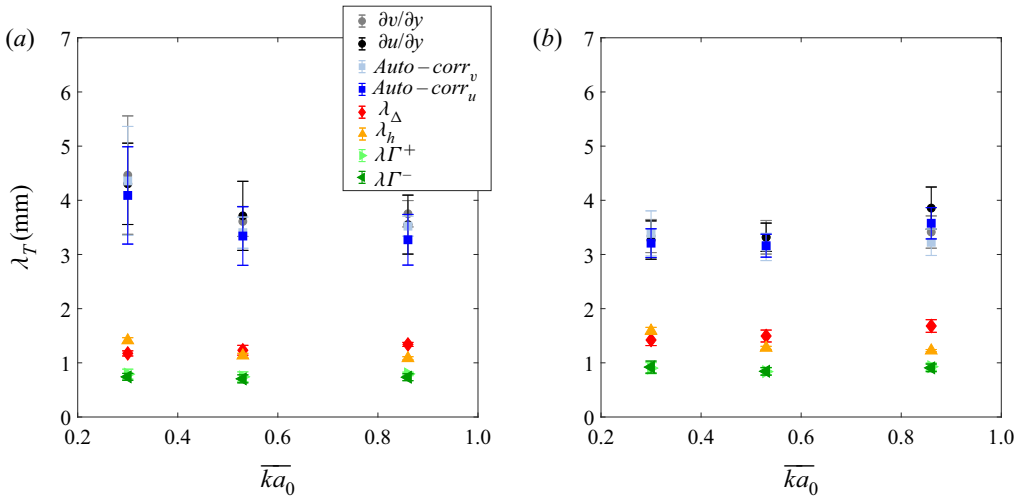 (a)
7
6
5
4
3
2
1
0
λ_T (mm)
0.2 0.4 0.6 0.8 1.0
\overline{ka_0}
∂v/∂y
∂u/∂y
Auto−corr_v
Auto−corr_u
λ_Δ
λ_h
λΓ^+
λΓ^−
(b)
7
6
5
4
3
2
1
0
0.2 0.4 0.6 0.8 1.0
\overline{ka_0}